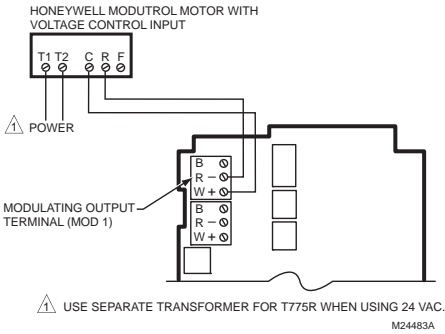 HONEYWELL MODUTROL MOTOR WITH
VOLTAGE CONTROL INPUT
T1 T2 C R F
1 POWER
B
R −
W +
MODULATING OUTPUT
TERMINAL (MOD 1)
B
R −
W +
1 USE SEPARATE TRANSFORMER FOR T775R WHEN USING 24 VAC.
M24483A